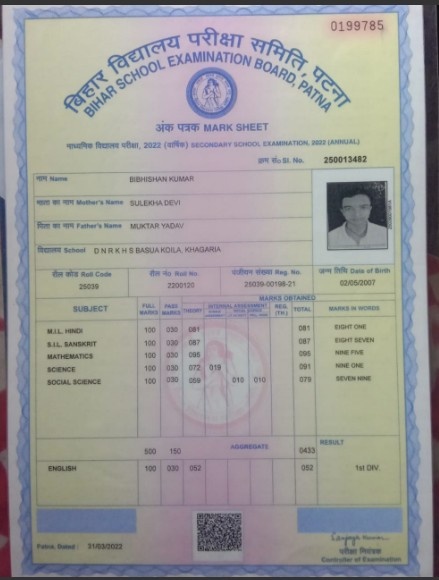 0199785
बिहार विद्यालय परीक्षा समिति, पटना
BIHAR SCHOOL EXAMINATION BOARD, PATNA
अंक पत्रक MARK SHEET
माध्यमिक विद्यालय परीक्षा, 2022 (वार्षिक) SECONDARY SCHOOL EXAMINATION, 2022 (ANNUAL)
क्रम सं० Sl. No. 250013482
नाम Name BIBHISHAN KUMAR
माता का नाम Mother's Name SULEKHA DEVI
पिता का नाम Father's Name MUKTAR YADAV
विद्यालय School D N R K H S BASUA KOILA, KHAGARIA
रौल कोड Roll Code रौल नं० Roll No. पंजीयन संख्या Reg. No. जन्म तिथि Date of Birth
25039 2200120 25039-00198-21 02/05/2007
MARKS OBTAINED
SUBJECT FULL MARKS PASS MARKS THEORY INTERNAL ASSESSMENT REG. (TH.) TOTAL MARKS IN WORDS
M.I.L. HINDI 100 030 081 081 EIGHT ONE
S.I.L. SANSKRIT 100 030 087 087 EIGHT SEVEN
MATHEMATICS 100 030 095 095 NINE FIVE
SCIENCE 100 030 072 019 091 NINE ONE
SOCIAL SCIENCE 100 030 059 010 010 079 SEVEN NINE
RESULT
500 150 AGGREGATE 0433
ENGLISH 100 030 052 052 1st DIV.
Patna, Dated : 31/03/2022
परीक्षा नियंत्रक
Controller of Examination